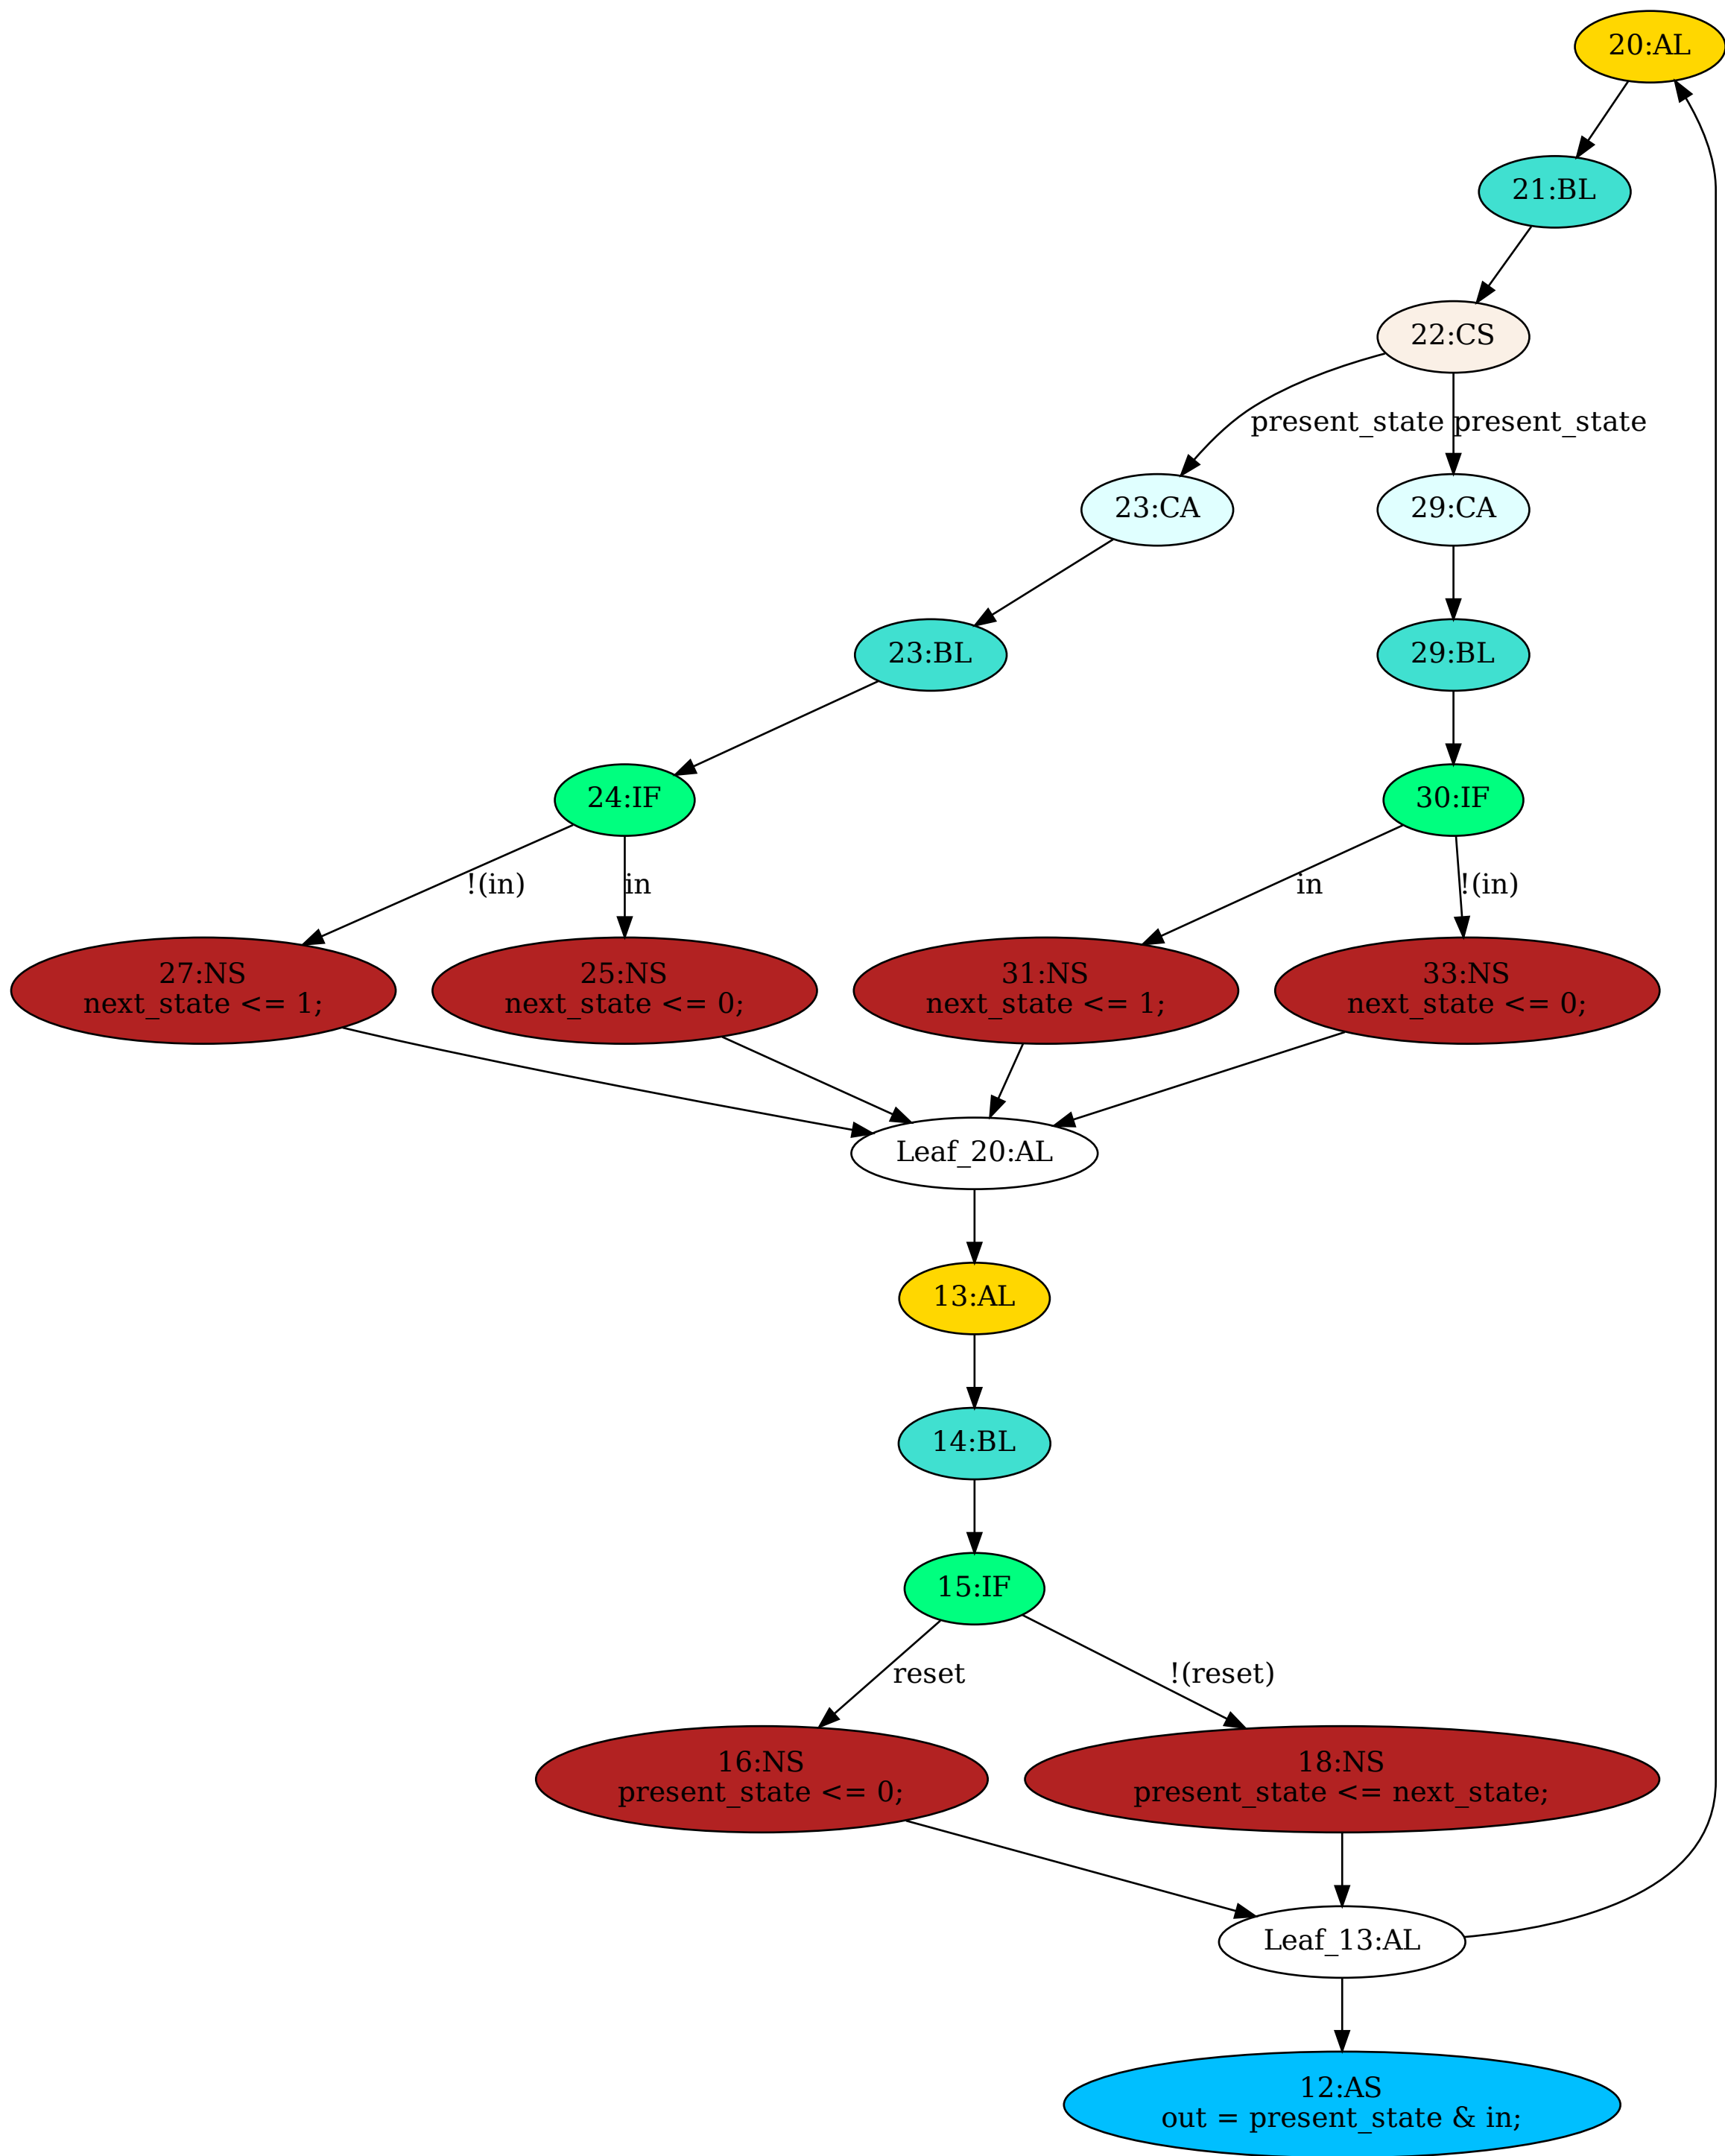 20:AL
21:BL
22:CS
present_state
present_state
23:CA
29:CA
23:BL
29:BL
24:IF
30:IF
!(in)
in
in
!(in)
27:NS
next_state <= 1;
25:NS
next_state <= 0;
31:NS
next_state <= 1;
33:NS
next_state <= 0;
Leaf_20:AL
13:AL
14:BL
15:IF
reset
!(reset)
16:NS
present_state <= 0;
18:NS
present_state <= next_state;
Leaf_13:AL
12:AS
out = present_state & in;